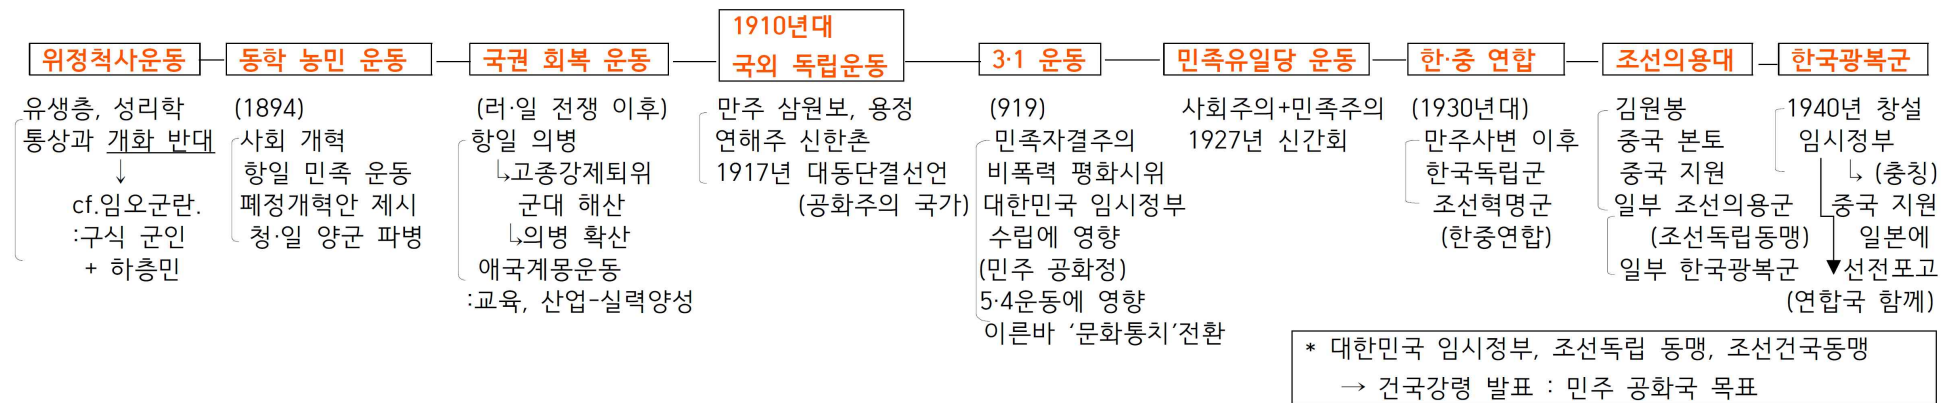 위정척사운동
유생층, 성리학
통상과 개화 반대
↓
cf.임오군란.
:구식 군인
+ 하층민
동학 농민 운동
(1894)
사회 개혁
항일 민족 운동
폐정개혁안 제시
청·일 양군 파병
국권 회복 운동
(러·일 전쟁 이후)
항일 의병
↳고종강제퇴위
군대 해산
↳의병 확산
애국계몽운동
:교육, 산업-실력양성
1910년대
국외 독립운동
만주 삼원보, 용정
연해주 신한촌
1917년 대동단결선언
(공화주의 국가)
3·1 운동
(919)
민족자결주의
비폭력 평화시위
대한민국 임시정부
수립에 영향
(민주 공화정)
5·4운동에 영향
이른바 ‘문화통치’전환
민족유일당 운동
사회주의+민족주의
1927년 신간회
한·중 연합
(1930년대)
만주사변 이후
한국독립군
조선혁명군
(한중연합)
조선의용대
김원봉
중국 본토
중국 지원
일부 조선의용군
(조선독립동맹)
일부 한국광복군
한국광복군
1940년 창설
임시정부
↳ (충칭)
중국 지원
일본에
선전포고
(연합국 함께)
* 대한민국 임시정부, 조선독립 동맹, 조선건국동맹
→ 건국강령 발표 : 민주 공화국 목표